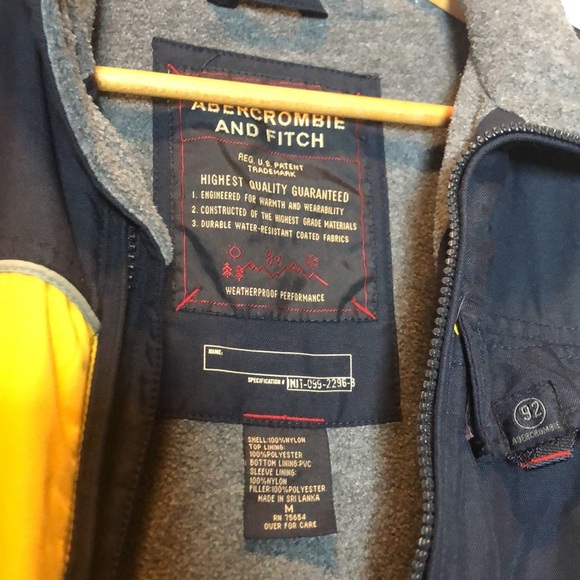 ABERCROMBIE
AND FITCH
REG. U.S. PATENT
TRADEMARK
HIGHEST QUALITY GUARANTEED
1. ENGINEERED FOR WARMTH AND WEARABILITY
2. CONSTRUCTED OF THE HIGHEST GRADE MATERIALS
3. DURABLE WATER-RESISTANT COATED FABRICS
WEATHERPROOF PERFORMANCE
NAME:
SPECIFICATION # INIT-099-2296-B
SHELL:100%NYLON
TOP LINING:
100%POLYESTER
BOTTOM LINING:PVC
SLEEVE LINING:
100%NYLON
FILLER:100%POLYESTER
MADE IN SRI LANKA
M
RN 75654
OVER FOR CARE
92
ABERCROMBIE